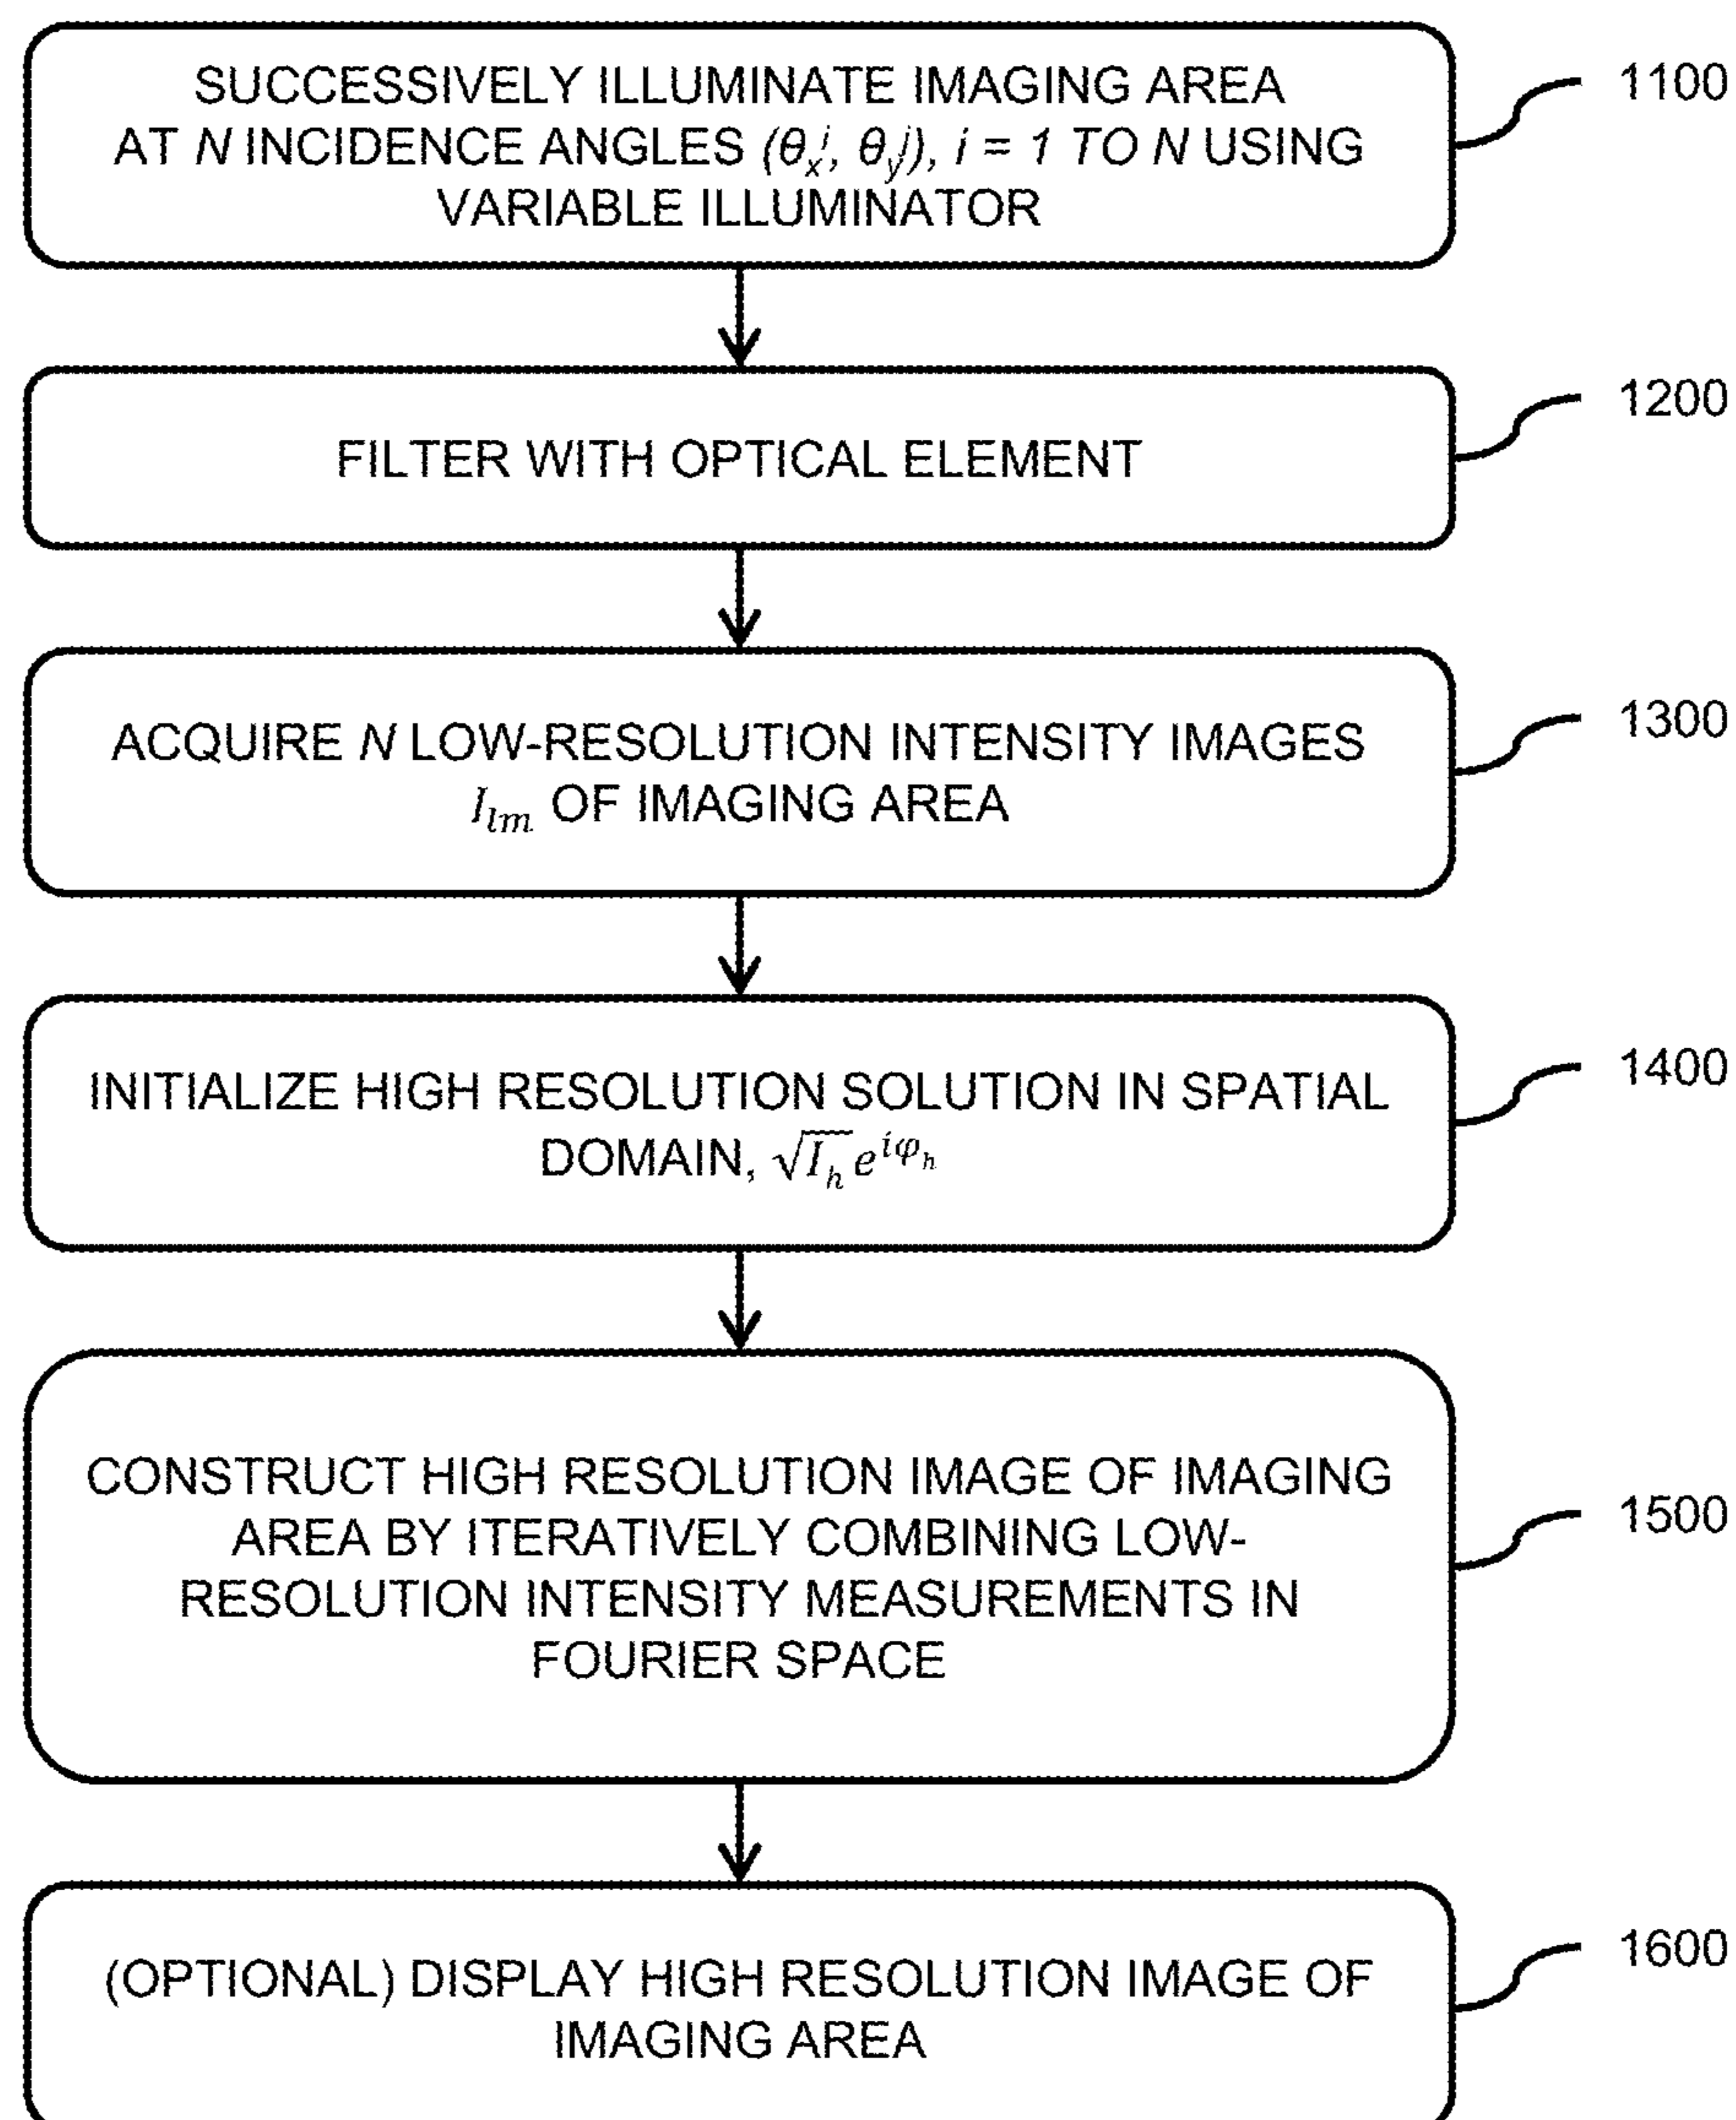 SUCCESSIVELY ILLUMINATE IMAGING AREA
AT N INCIDENCE ANGLES (θₓⁱ, θᵧʲ), i = 1 TO N USING
VARIABLE ILLUMINATOR
1100
FILTER WITH OPTICAL ELEMENT
1200
ACQUIRE N LOW-RESOLUTION INTENSITY IMAGES
Iₗₘ OF IMAGING AREA
1300
INITIALIZE HIGH RESOLUTION SOLUTION IN SPATIAL
DOMAIN, √I_h e^{iφ_h}
1400
CONSTRUCT HIGH RESOLUTION IMAGE OF IMAGING
AREA BY ITERATIVELY COMBINING LOW-
RESOLUTION INTENSITY MEASUREMENTS IN
FOURIER SPACE
1500
(OPTIONAL) DISPLAY HIGH RESOLUTION IMAGE OF
IMAGING AREA
1600